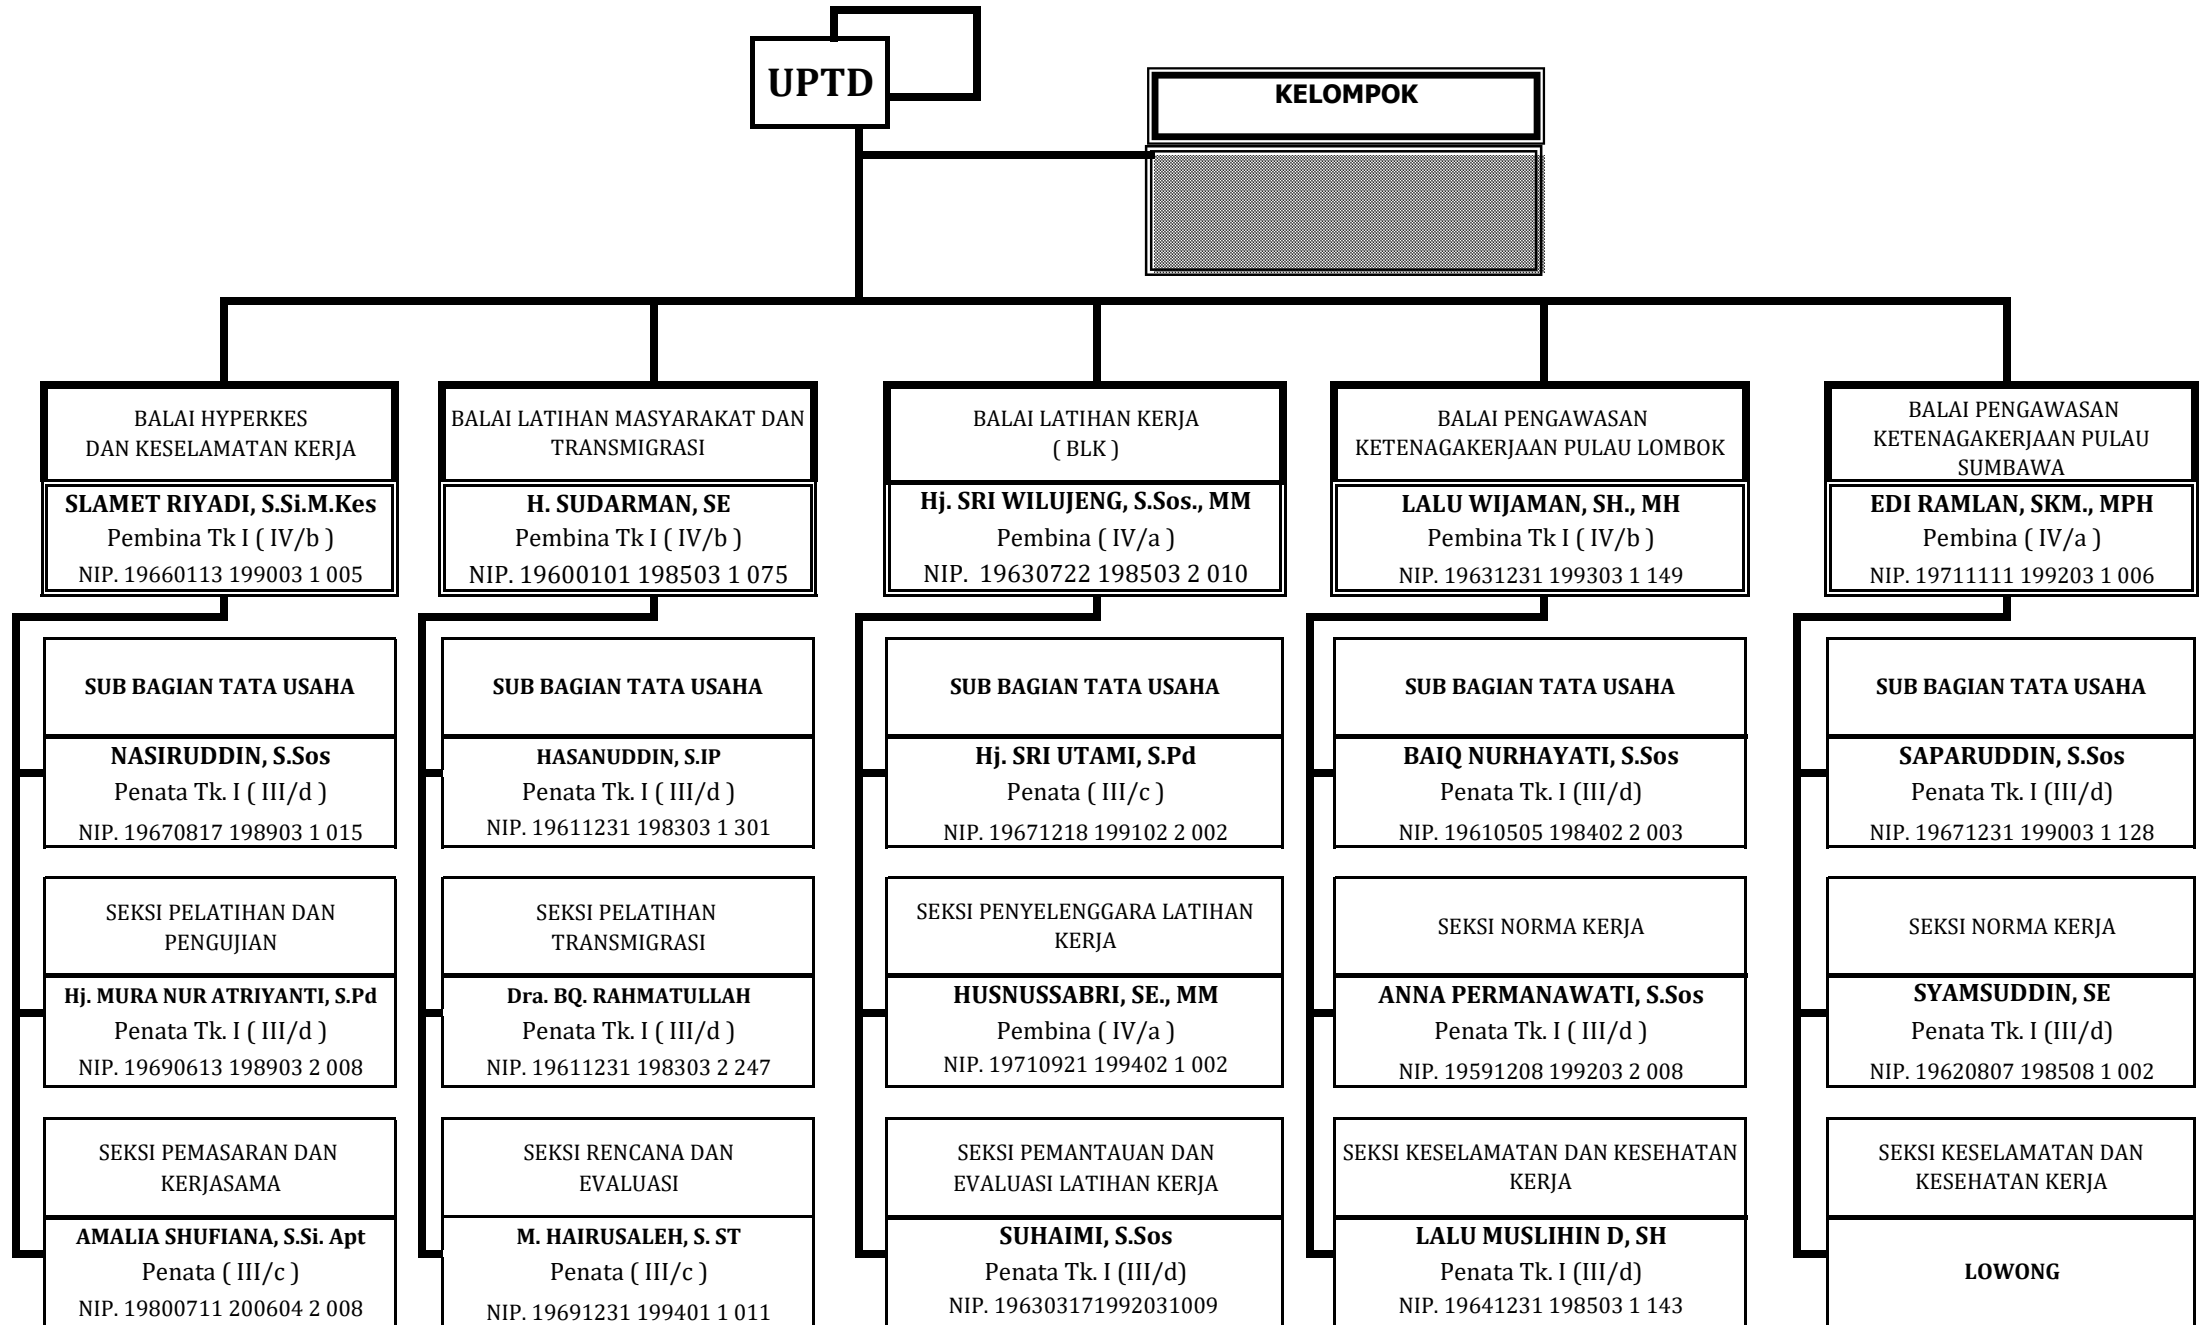 UPTD
KELOMPOK
BALAI HYPERKES
DAN KESELAMATAN KERJA
SLAMET RIYADI, S.Si.M.Kes
Pembina Tk I ( IV/b )
NIP. 19660113 199003 1 005
SUB BAGIAN TATA USAHA
NASIRUDDIN, S.Sos
Penata Tk. I ( III/d )
NIP. 19670817 198903 1 015
SEKSI PELATIHAN DAN
PENGUJIAN
Hj. MURA NUR ATRIYANTI, S.Pd
Penata Tk. I ( III/d )
NIP. 19690613 198903 2 008
SEKSI PEMASARAN DAN
KERJASAMA
AMALIA SHUFIANA, S.Si. Apt
Penata ( III/c )
NIP. 19800711 200604 2 008
BALAI LATIHAN MASYARAKAT DAN
TRANSMIGRASI
H. SUDARMAN, SE
Pembina Tk I ( IV/b )
NIP. 19600101 198503 1 075
SUB BAGIAN TATA USAHA
HASANUDDIN, S.IP
Penata Tk. I ( III/d )
NIP. 19611231 198303 1 301
SEKSI PELATIHAN
TRANSMIGRASI
Dra. BQ. RAHMATULLAH
Penata Tk. I ( III/d )
NIP. 19611231 198303 2 247
SEKSI RENCANA DAN
EVALUASI
M. HAIRUSALEH, S. ST
Penata ( III/c )
NIP. 19691231 199401 1 011
BALAI LATIHAN KERJA
( BLK )
Hj. SRI WILUJENG, S.Sos., MM
Pembina ( IV/a )
NIP. 19630722 198503 2 010
SUB BAGIAN TATA USAHA
Hj. SRI UTAMI, S.Pd
Penata ( III/c )
NIP. 19671218 199102 2 002
SEKSI PENYELENGGARA LATIHAN
KERJA
HUSNUSSABRI, SE., MM
Pembina ( IV/a )
NIP. 19710921 199402 1 002
SEKSI PEMANTAUAN DAN
EVALUASI LATIHAN KERJA
SUHAIMI, S.Sos
Penata Tk. I (III/d)
NIP. 196303171992031009
BALAI PENGAWASAN
KETENAGAKERJAAN PULAU LOMBOK
LALU WIJAMAN, SH., MH
Pembina Tk I ( IV/b )
NIP. 19631231 199303 1 149
SUB BAGIAN TATA USAHA
BAIQ NURHAYATI, S.Sos
Penata Tk. I (III/d)
NIP. 19610505 198402 2 003
SEKSI NORMA KERJA
ANNA PERMANAWATI, S.Sos
Penata Tk. I ( III/d )
NIP. 19591208 199203 2 008
SEKSI KESELAMATAN DAN KESEHATAN
KERJA
LALU MUSLIHIN D, SH
Penata Tk. I (III/d)
NIP. 19641231 198503 1 143
BALAI PENGAWASAN
KETENAGAKERJAAN PULAU
SUMBAWA
EDI RAMLAN, SKM., MPH
Pembina ( IV/a )
NIP. 19711111 199203 1 006
SUB BAGIAN TATA USAHA
SAPARUDDIN, S.Sos
Penata Tk. I (III/d)
NIP. 19671231 199003 1 128
SEKSI NORMA KERJA
SYAMSUDDIN, SE
Penata Tk. I (III/d)
NIP. 19620807 198508 1 002
SEKSI KESELAMATAN DAN
KESEHATAN KERJA
LOWONG